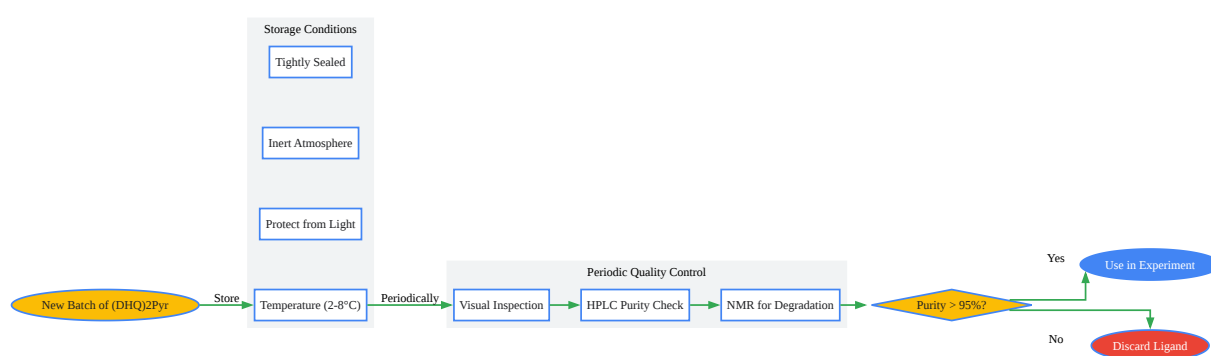 Storage Conditions
Tightly Sealed
Inert Atmosphere
Protect from Light
New Batch of (DHQ)2Pyr
Store
Temperature (2-8°C)
Periodically
Periodic Quality Control
Visual Inspection
HPLC Purity Check
NMR for Degradation
Purity > 95%?
Yes
Use in Experiment
No
Discard Ligand